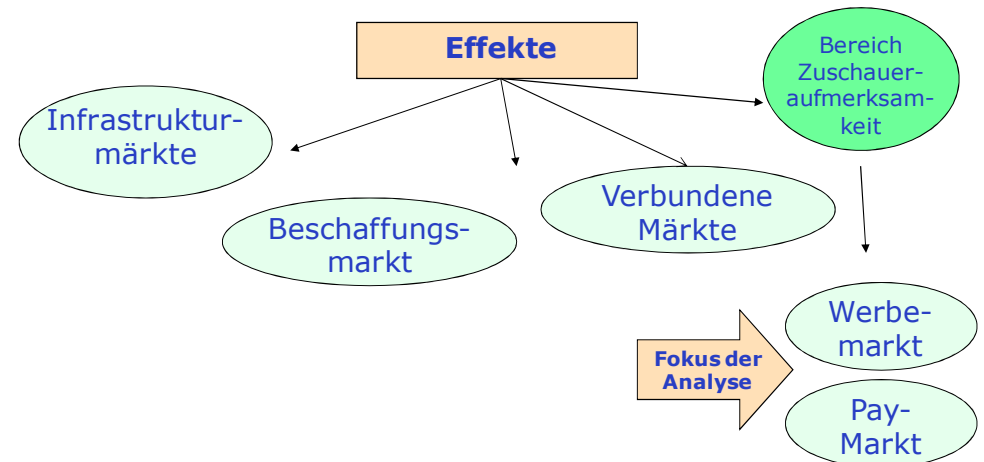 Effekte
Bereich
Zuschauer-
aufmerksam-
keit
Infrastruktur-
märkte
Beschaffungs-
markt
Verbundene
Märkte
Werbe-
markt
Fokus der
Analyse
Pay-
Markt